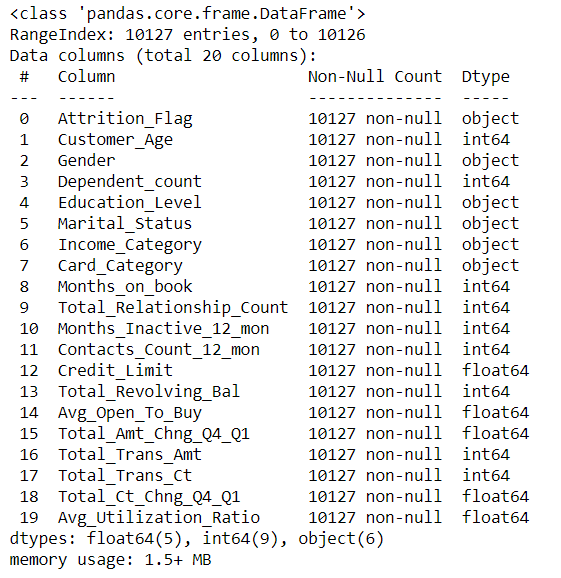 <class 'pandas.core.frame.DataFrame'>
RangeIndex: 10127 entries, 0 to 10126
Data columns (total 20 columns):
 #   Column                    Non-Null Count  Dtype
---  ------                    --------------  -----
 0   Attrition_Flag            10127 non-null  object
 1   Customer_Age              10127 non-null  int64
 2   Gender                    10127 non-null  object
 3   Dependent_count           10127 non-null  int64
 4   Education_Level           10127 non-null  object
 5   Marital_Status            10127 non-null  object
 6   Income_Category           10127 non-null  object
 7   Card_Category             10127 non-null  object
 8   Months_on_book            10127 non-null  int64
 9   Total_Relationship_Count  10127 non-null  int64
 10  Months_Inactive_12_mon    10127 non-null  int64
 11  Contacts_Count_12_mon     10127 non-null  int64
 12  Credit_Limit              10127 non-null  float64
 13  Total_Revolving_Bal       10127 non-null  int64
 14  Avg_Open_To_Buy           10127 non-null  float64
 15  Total_Amt_Chng_Q4_Q1      10127 non-null  float64
 16  Total_Trans_Amt           10127 non-null  int64
 17  Total_Trans_Ct            10127 non-null  int64
 18  Total_Ct_Chng_Q4_Q1       10127 non-null  float64
 19  Avg_Utilization_Ratio     10127 non-null  float64
dtypes: float64(5), int64(9), object(6)
memory usage: 1.5+ MB